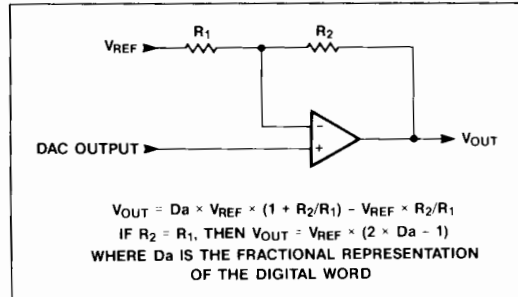 R1 R2
VREF
DAC OUTPUT
−
+
VOUT
VOUT = Da × VREF × (1 + R2/R1) − VREF × R2/R1
IF R2 = R1, THEN VOUT = VREF × (2 × Da − 1)
WHERE Da IS THE FRACTIONAL REPRESENTATION
OF THE DIGITAL WORD